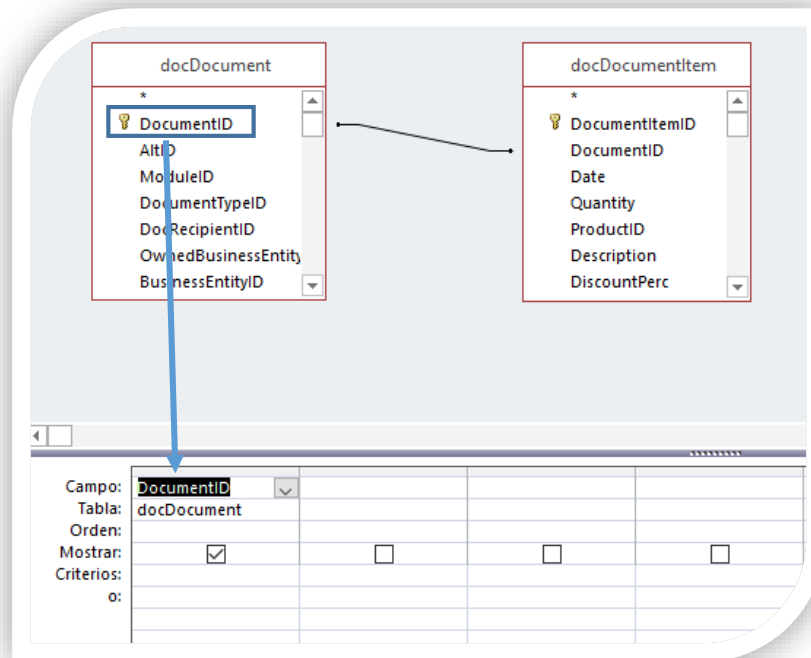 docDocument
*
DocumentID
AltID
ModuleID
DocumentTypeID
DocRecipientID
OwnedBusinessEntity
BusinessEntityID
docDocumentItem
*
DocumentItemID
DocumentID
Date
Quantity
ProductID
Description
DiscountPerc
Campo: DocumentID
Tabla: docDocument
Orden:
Mostrar:
Criterios:
o: